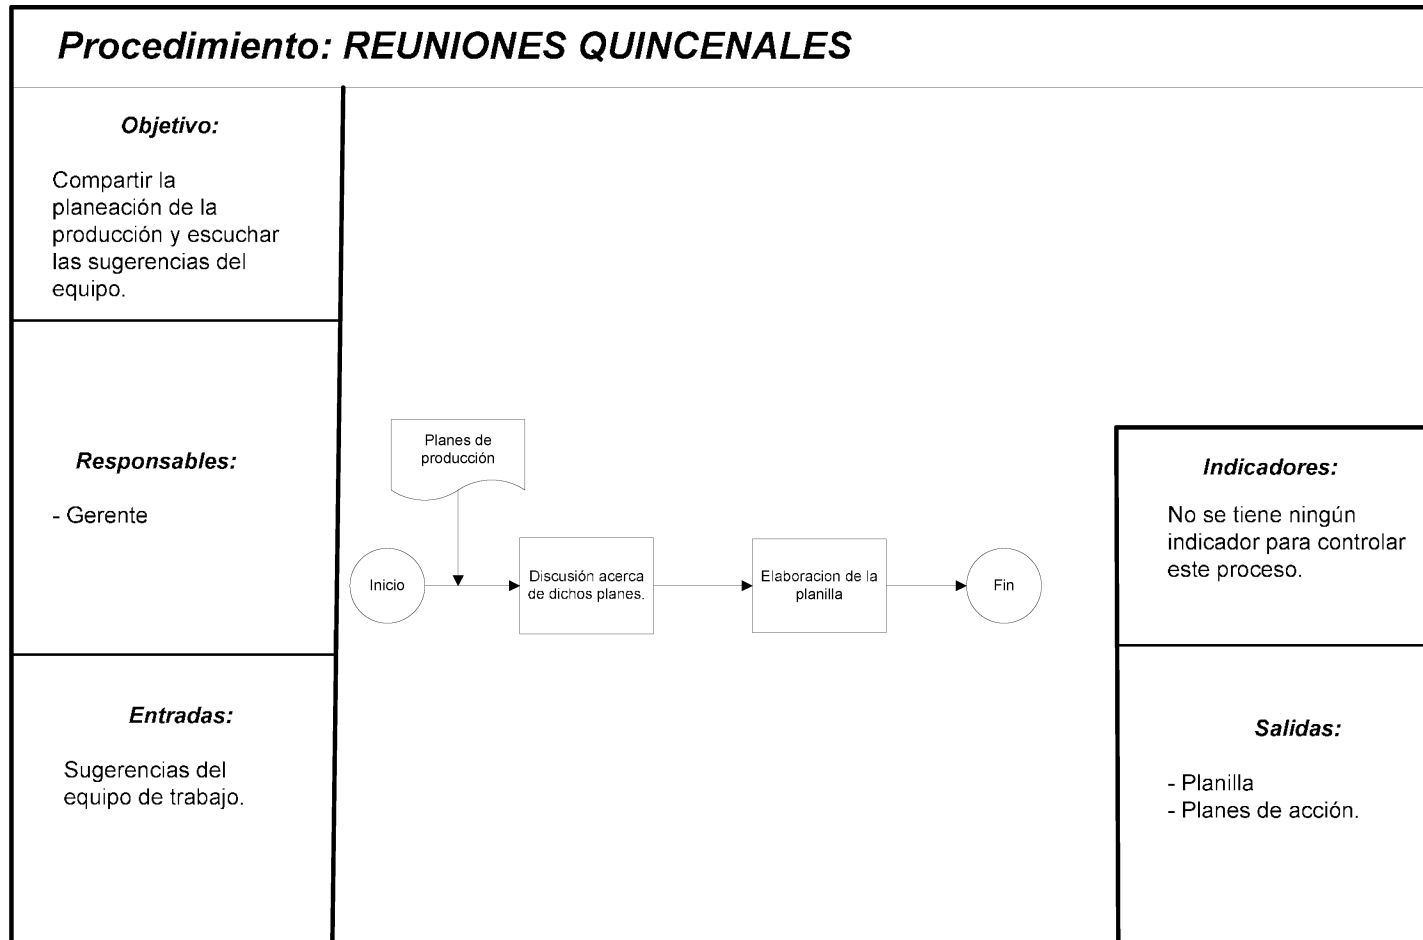 Procedimiento: REUNIONES QUINCENALES
Objetivo:
Compartir la
planeación de la
producción y escuchar
las sugerencias del
equipo.
Responsables:
- Gerente
Entradas:
Sugerencias del
equipo de trabajo.
Planes de
producción
Inicio
Discusión acerca
de dichos planes.
Elaboracion de la
planilla
Fin
Indicadores:
No se tiene ningún
indicador para controlar
este proceso.
Salidas:
- Planilla
- Planes de acción.